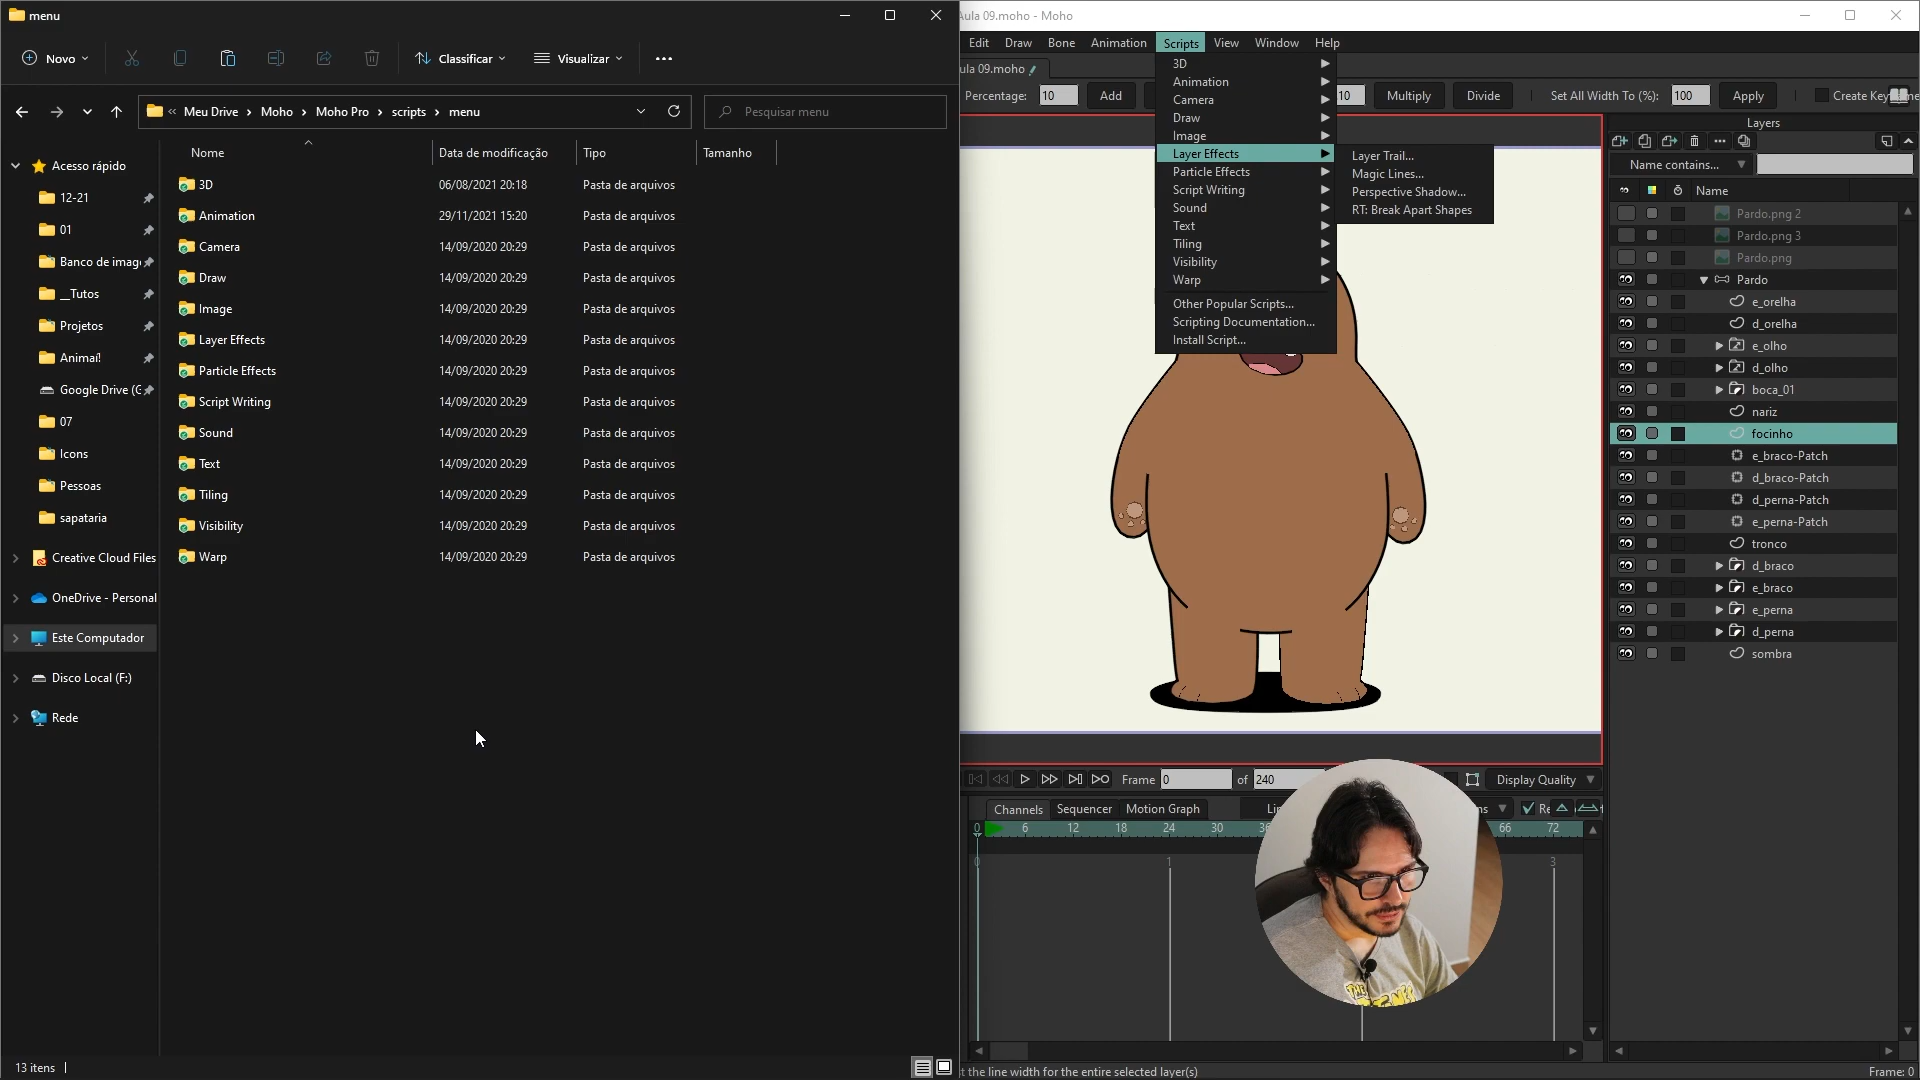 menu
Novo
Classificar
Visualizar
Meu Drive
Moho
Moho Pro
scripts
menu
Pesquisar menu
Nome
Data de modificação
Tipo
Tamanho
Acesso rápido
12-21
01
Banco de imag
__Tutos
Projetos
Animaí!
Google Drive (G
07
Icons
Pessoas
sapataria
Creative Cloud Files
OneDrive - Personal
Este Computador
Disco Local (F:)
Rede
3D 06/08/2021 20:18 Pasta de arquivos
Animation 29/11/2021 15:20 Pasta de arquivos
Camera 14/09/2020 20:29 Pasta de arquivos
Draw 14/09/2020 20:29 Pasta de arquivos
Image 14/09/2020 20:29 Pasta de arquivos
Layer Effects 14/09/2020 20:29 Pasta de arquivos
Particle Effects 14/09/2020 20:29 Pasta de arquivos
Script Writing 14/09/2020 20:29 Pasta de arquivos
Sound 14/09/2020 20:29 Pasta de arquivos
Text 14/09/2020 20:29 Pasta de arquivos
Tiling 14/09/2020 20:29 Pasta de arquivos
Visibility 14/09/2020 20:29 Pasta de arquivos
Warp 14/09/2020 20:29 Pasta de arquivos
13 itens
Aula 09.moho - Moho
Edit Draw Bone Animation Scripts View Window Help
ula 09.moho
Percentage: 10 Add 10 Multiply Divide Set All Width To (%): 100 Apply Create Keyframe
3D
Animation
Camera
Draw
Image
Layer Effects
Particle Effects
Script Writing
Sound
Text
Tiling
Visibility
Warp
Other Popular Scripts...
Scripting Documentation...
Install Script...
Layer Trail...
Magic Lines...
Perspective Shadow...
RT: Break Apart Shapes
Layers
Name contains...
Name
Pardo.png 2
Pardo.png 3
Pardo.png
Pardo
e_orelha
d_orelha
e_olho
d_olho
boca_01
nariz
focinho
e_braco-Patch
d_braco-Patch
d_perna-Patch
e_perna-Patch
tronco
d_braco
e_braco
e_perna
d_perna
sombra
Frame 0 of 240 Display Quality
Channels Sequencer Motion Graph
0 6 12 18 24 30 36 66 72
0 1 3
THE
t the line width for the entire selected layer(s)
Frame: 0